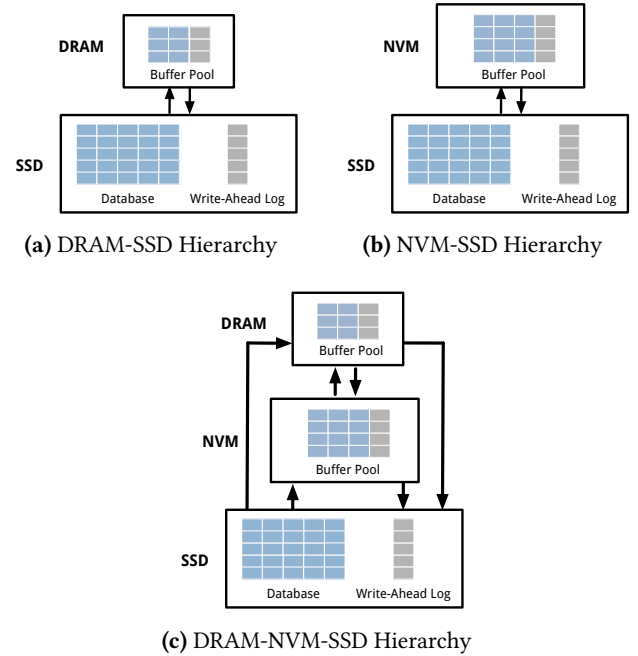 DRAM
Buffer Pool
SSD
Database Write-Ahead Log
(a) DRAM-SSD Hierarchy
NVM
Buffer Pool
SSD
Database Write-Ahead Log
(b) NVM-SSD Hierarchy
DRAM
Buffer Pool
NVM
Buffer Pool
SSD
Database Write-Ahead Log
(c) DRAM-NVM-SSD Hierarchy